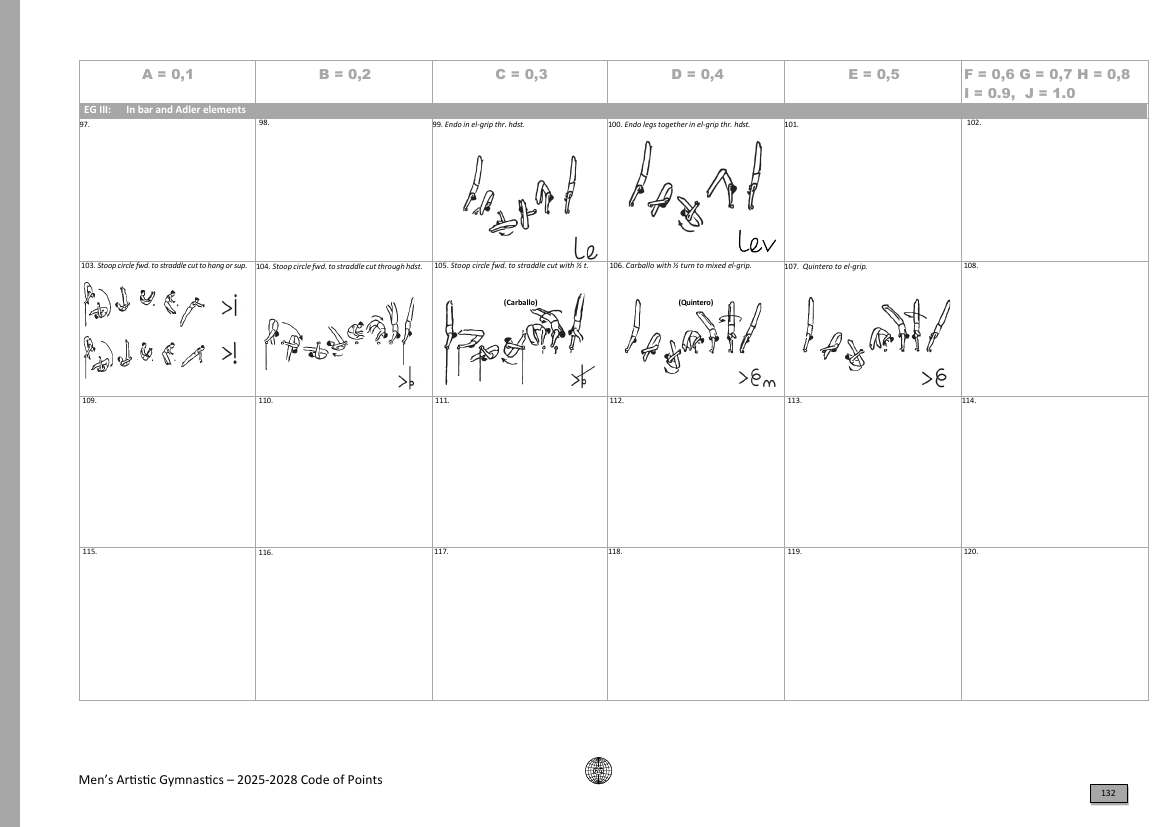 A = 0,1
B = 0,2
C = 0,3
D = 0,4
E = 0,5
F = 0,6 G = 0,7 H = 0,8
I = 0.9, J = 1.0
EG III: In bar and Adler elements
97.
98.
99. Endo in el-grip thr. hdst.
Le
100. Endo legs together in el-grip thr. hdst.
Lev
101.
102.
103. Stoop circle fwd. to straddle cut to hang or sup.
104. Stoop circle fwd. to straddle cut through hdst.
105. Stoop circle fwd. to straddle cut with ½ t.
(Carballo)
106. Carballo with ½ turn to mixed el-grip.
(Quintero)
107. Quintero to el-grip.
108.
109.
110.
111.
112.
113.
114.
115.
116.
117.
118.
119.
120.
Men's Artistic Gymnastics – 2025-2028 Code of Points
132